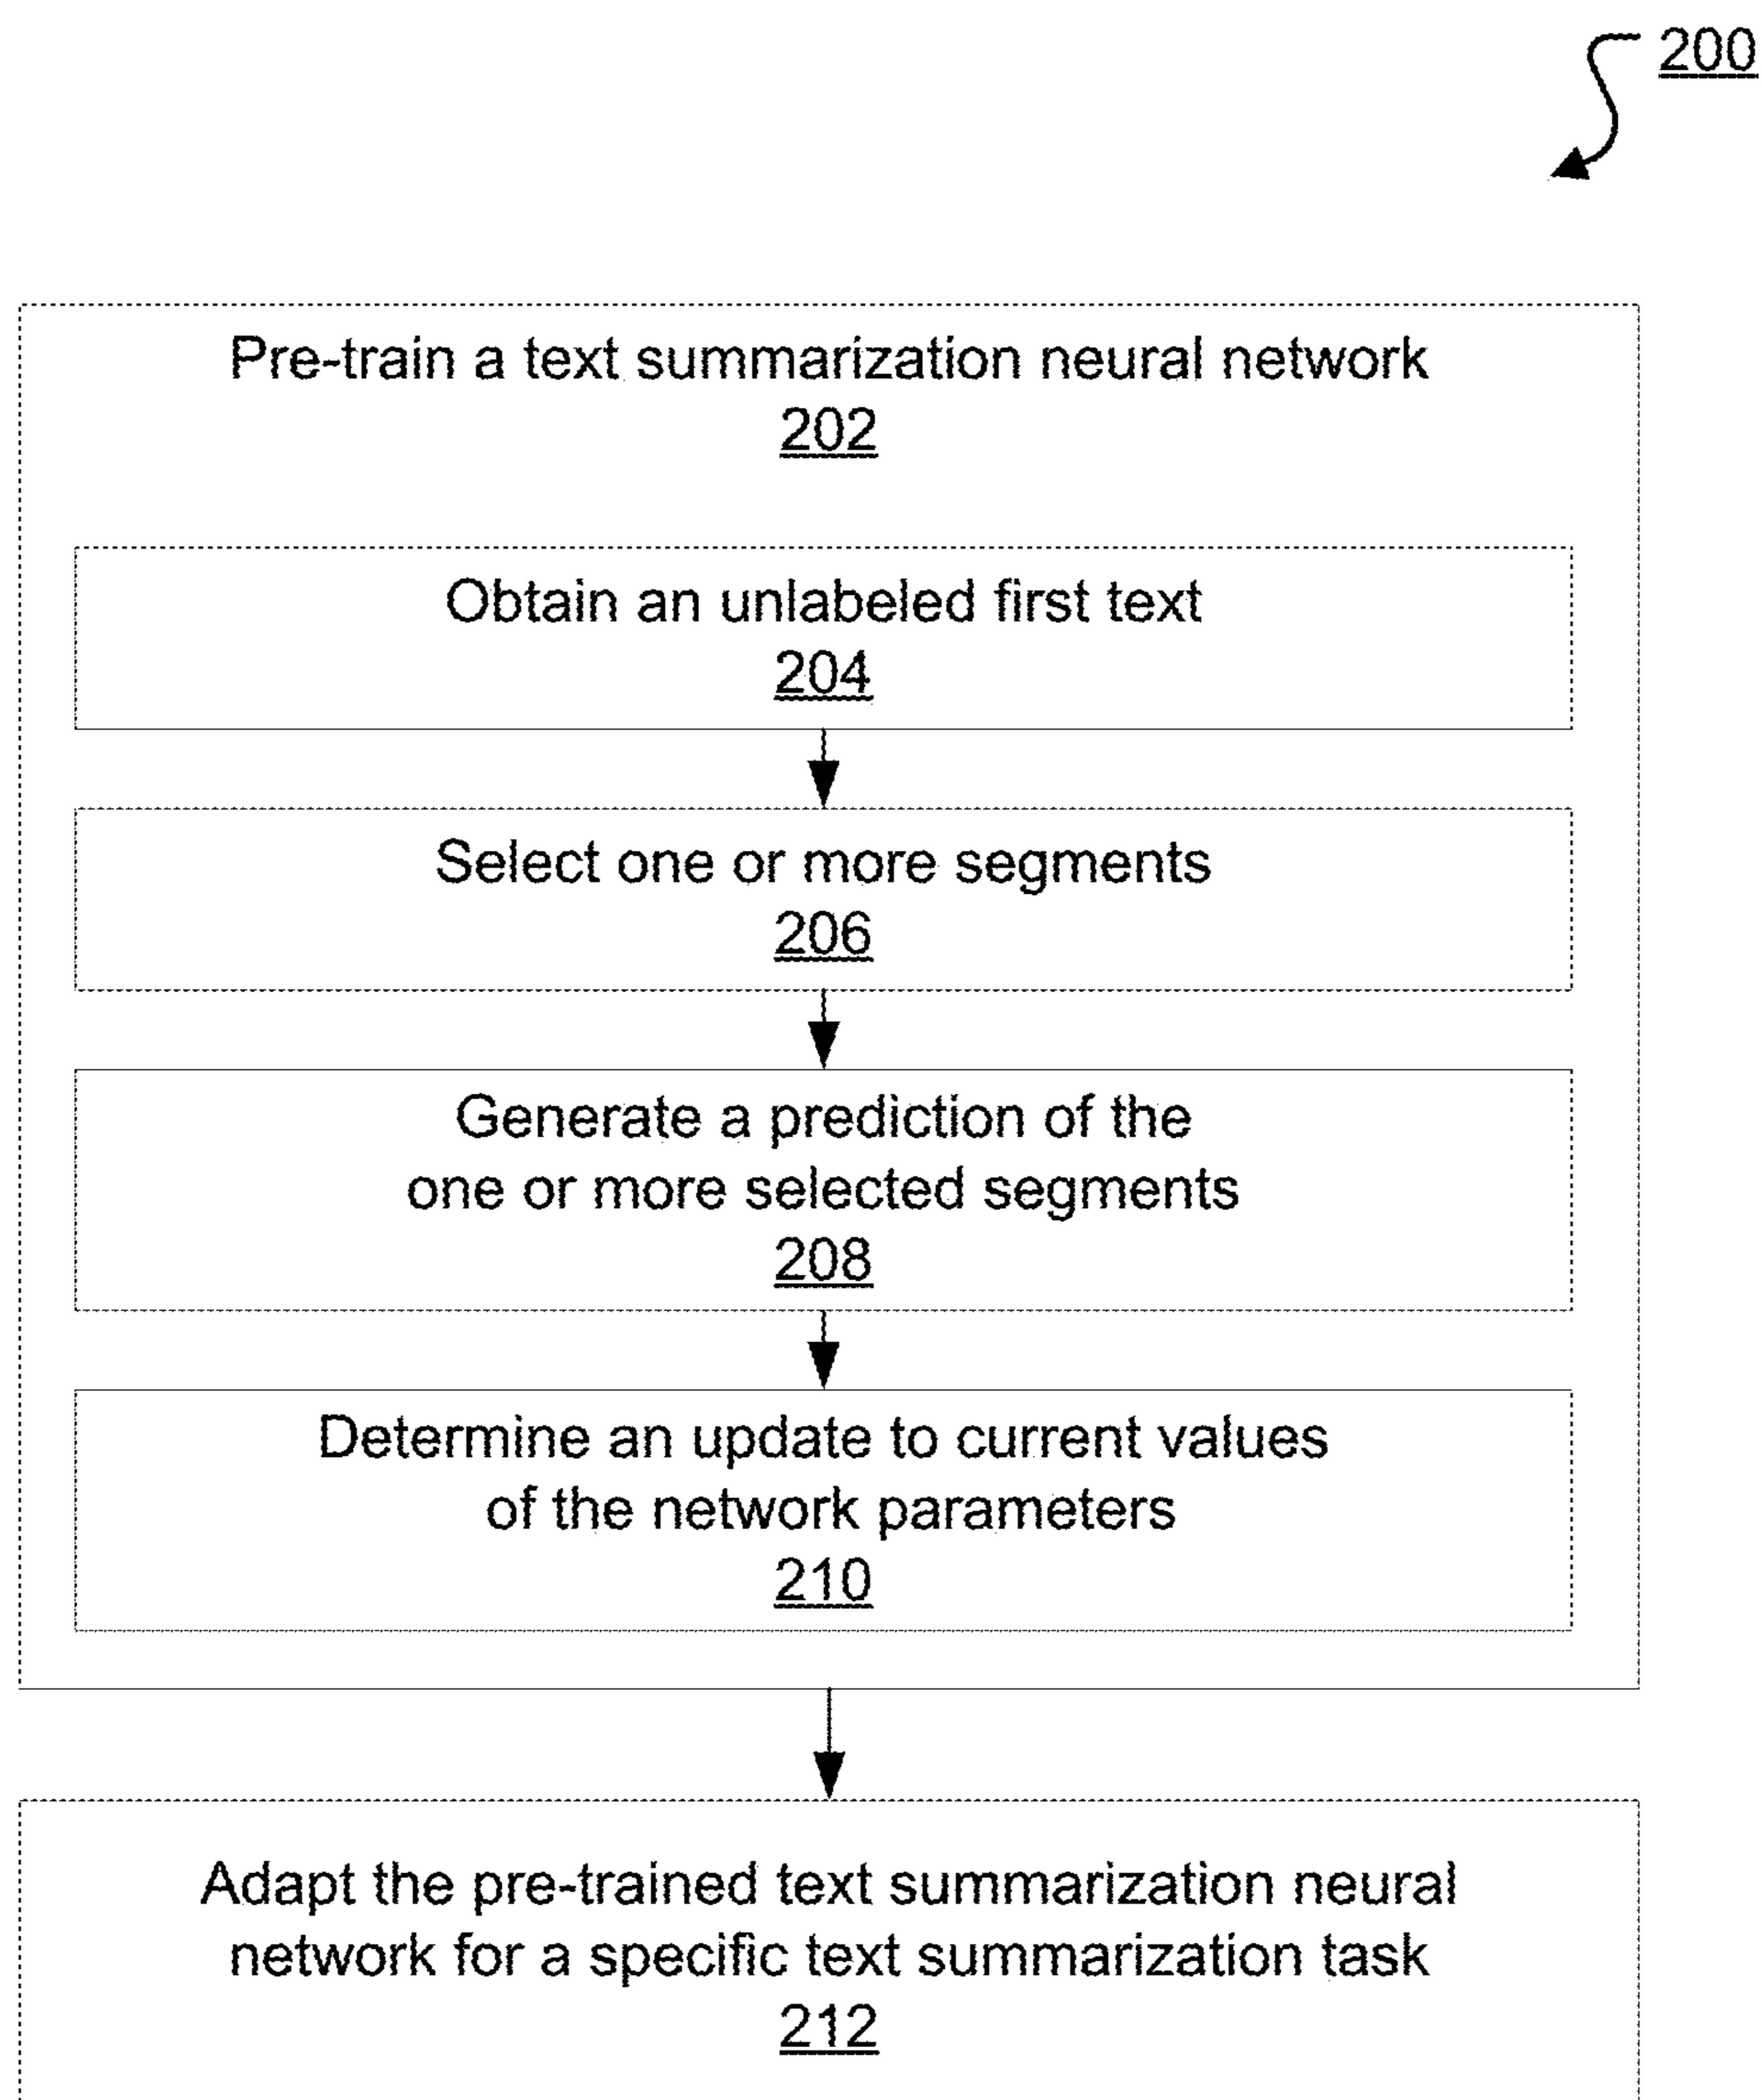 200
Pre-train a text summarization neural network
202
Obtain an unlabeled first text
204
Select one or more segments
206
Generate a prediction of the
one or more selected segments
208
Determine an update to current values
of the network parameters
210
Adapt the pre-trained text summarization neural
network for a specific text summarization task
212